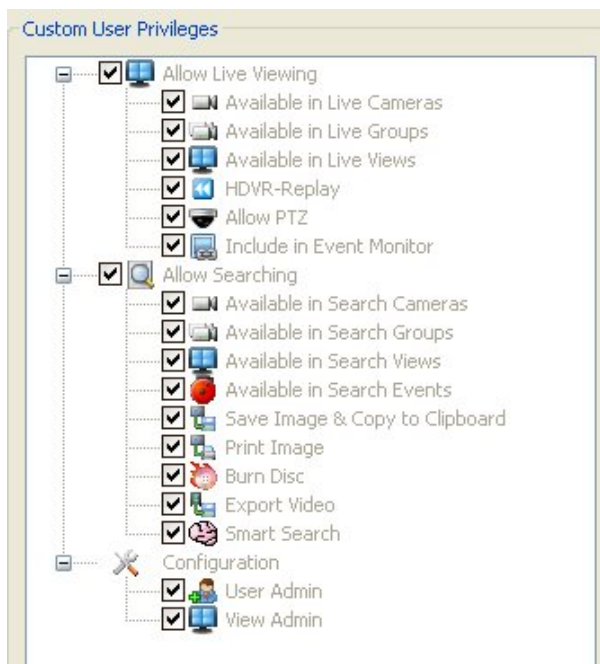 Custom User Privileges
Allow Live Viewing
Available in Live Cameras
Available in Live Groups
Available in Live Views
HDVR-Replay
Allow PTZ
Include in Event Monitor
Allow Searching
Available in Search Cameras
Available in Search Groups
Available in Search Views
Available in Search Events
Save Image & Copy to Clipboard
Print Image
Burn Disc
Export Video
Smart Search
Configuration
User Admin
View Admin